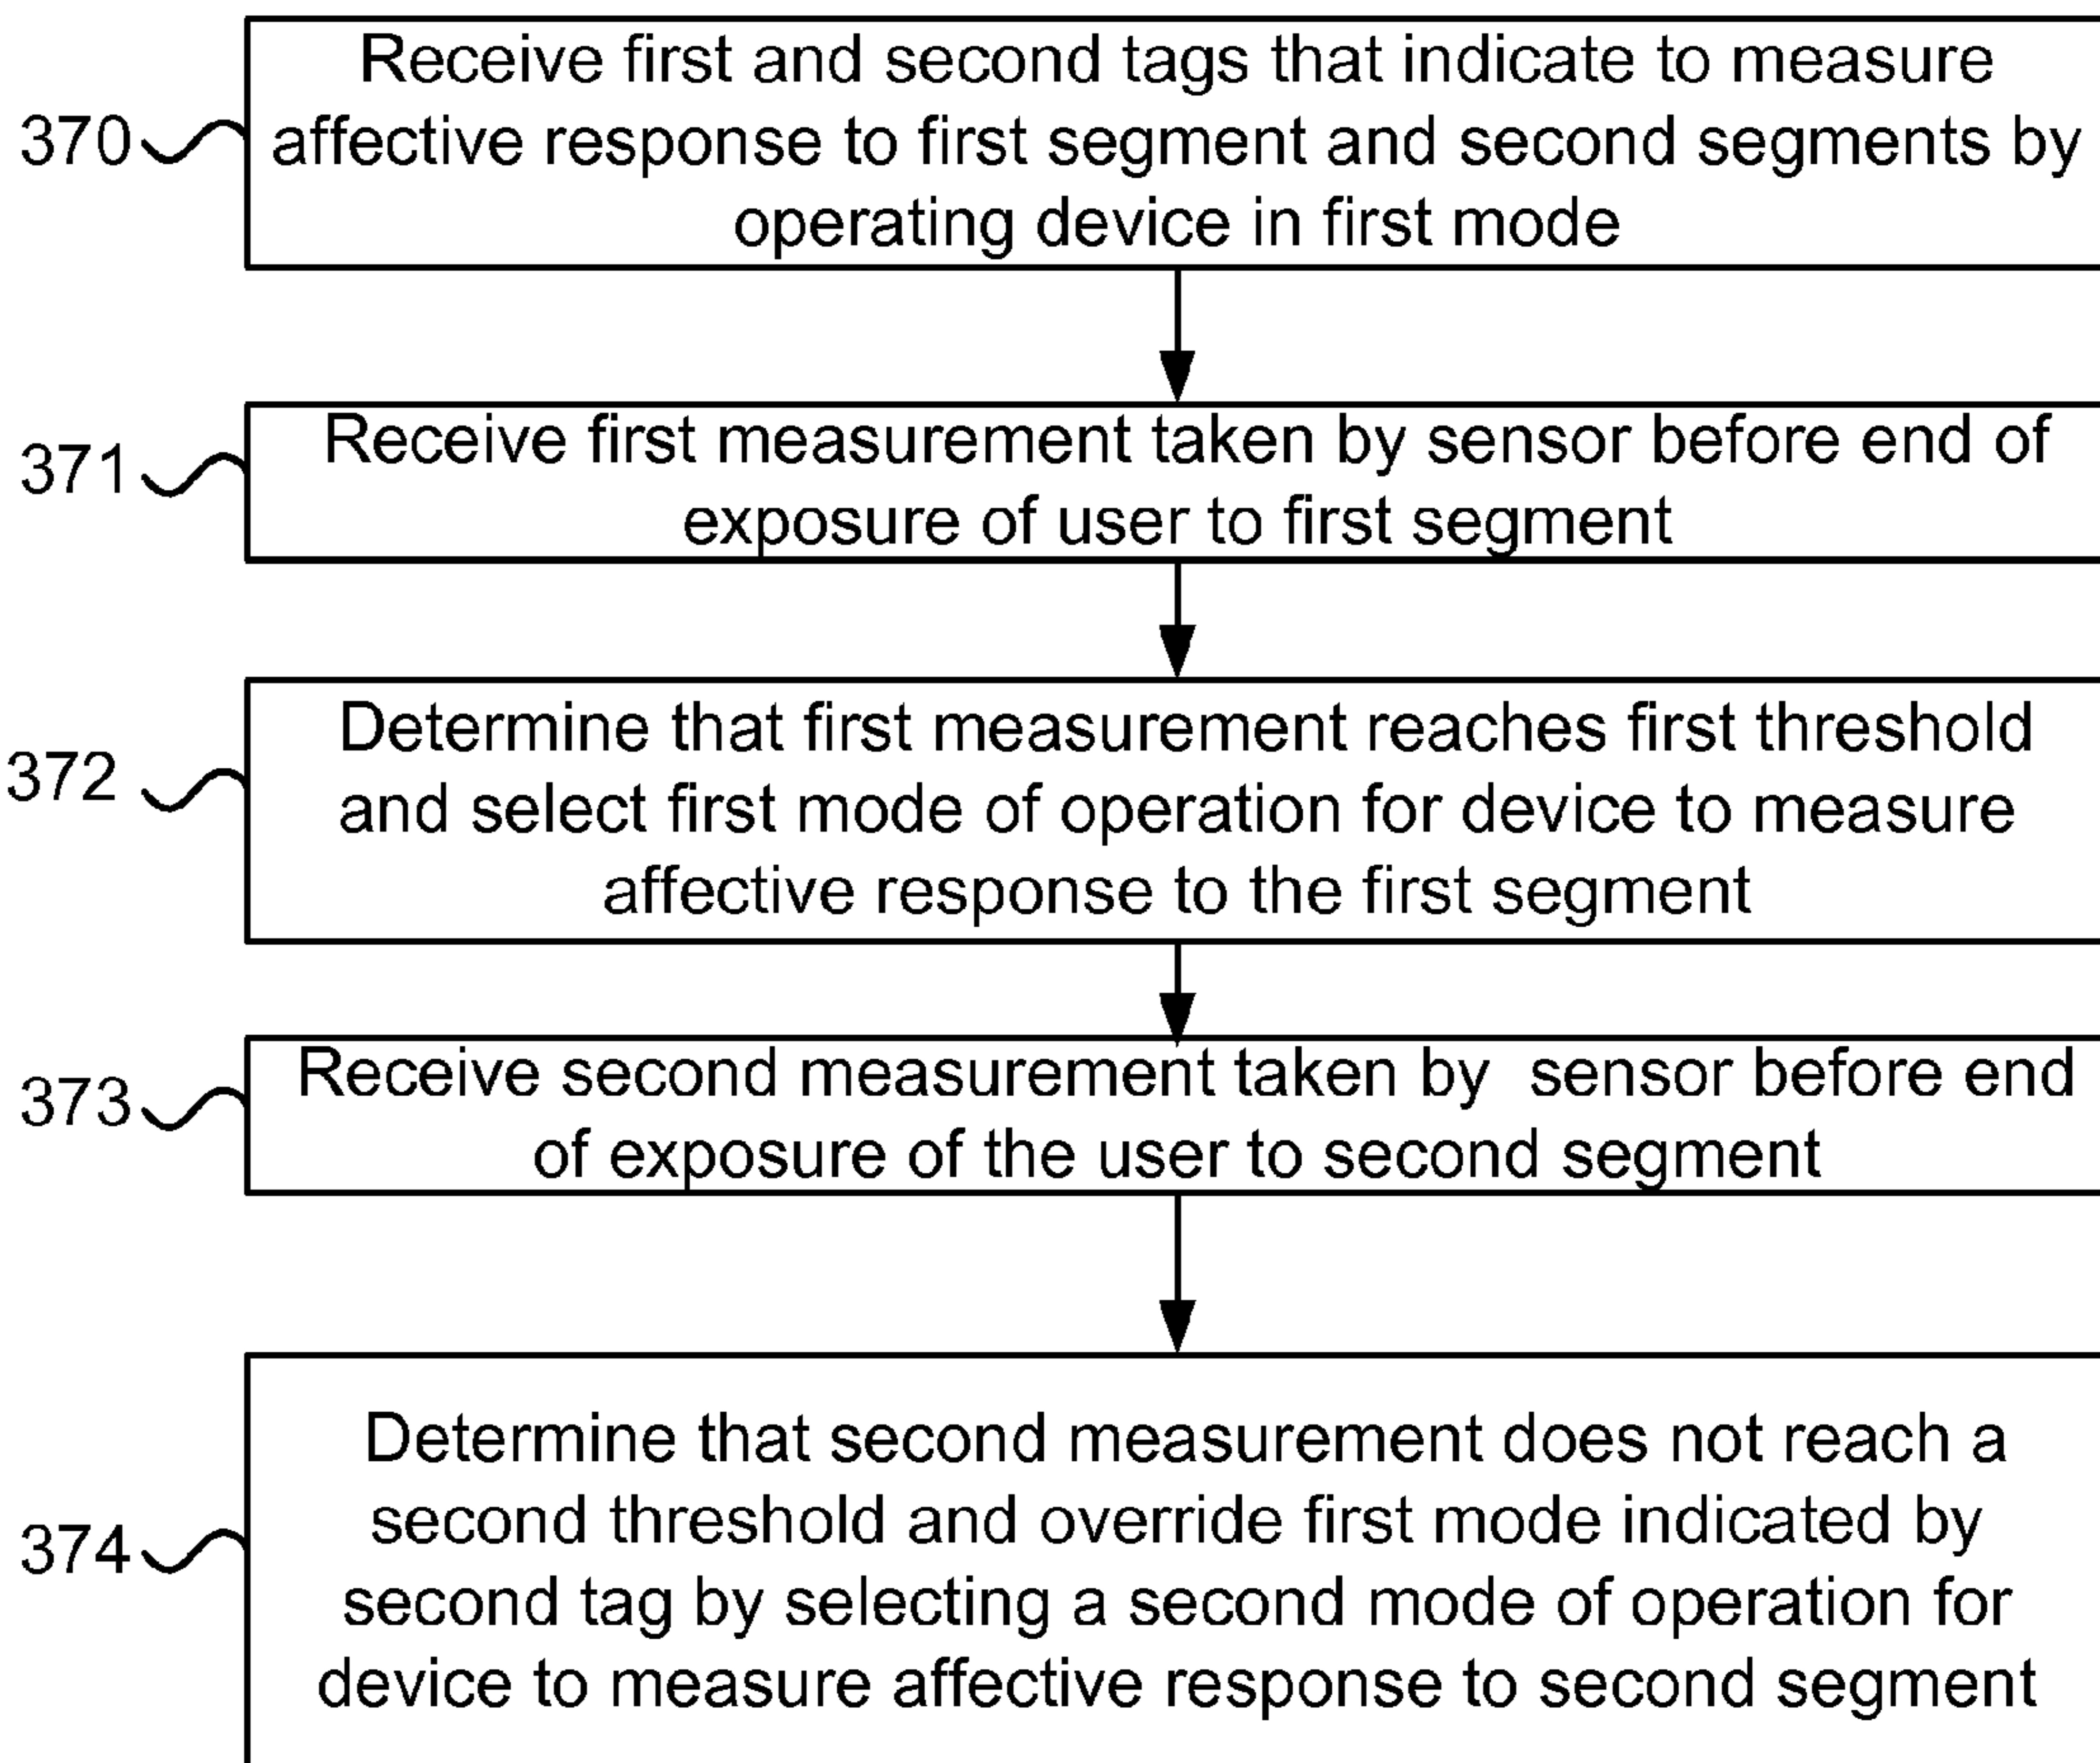 Receive first and second tags that indicate to measure
370
affective response to first segment and second segments by
operating device in first mode
Receive first measurement taken by sensor before end of
371
exposure of user to first segment
Determine that first measurement reaches first threshold
372
and select first mode of operation for device to measure
affective response to the first segment
Receive second measurement taken by sensor before end
373
of exposure of the user to second segment
Determine that second measurement does not reach a
second threshold and override first mode indicated by
374
second tag by selecting a second mode of operation for
device to measure affective response to second segment